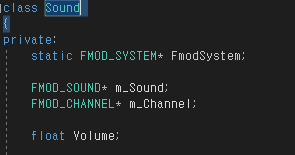 class Sound
{
private:
static FMOD_SYSTEM* FmodSystem;
FMOD_SOUND* m_Sound;
FMOD_CHANNEL* m_Channel;
float Volume;